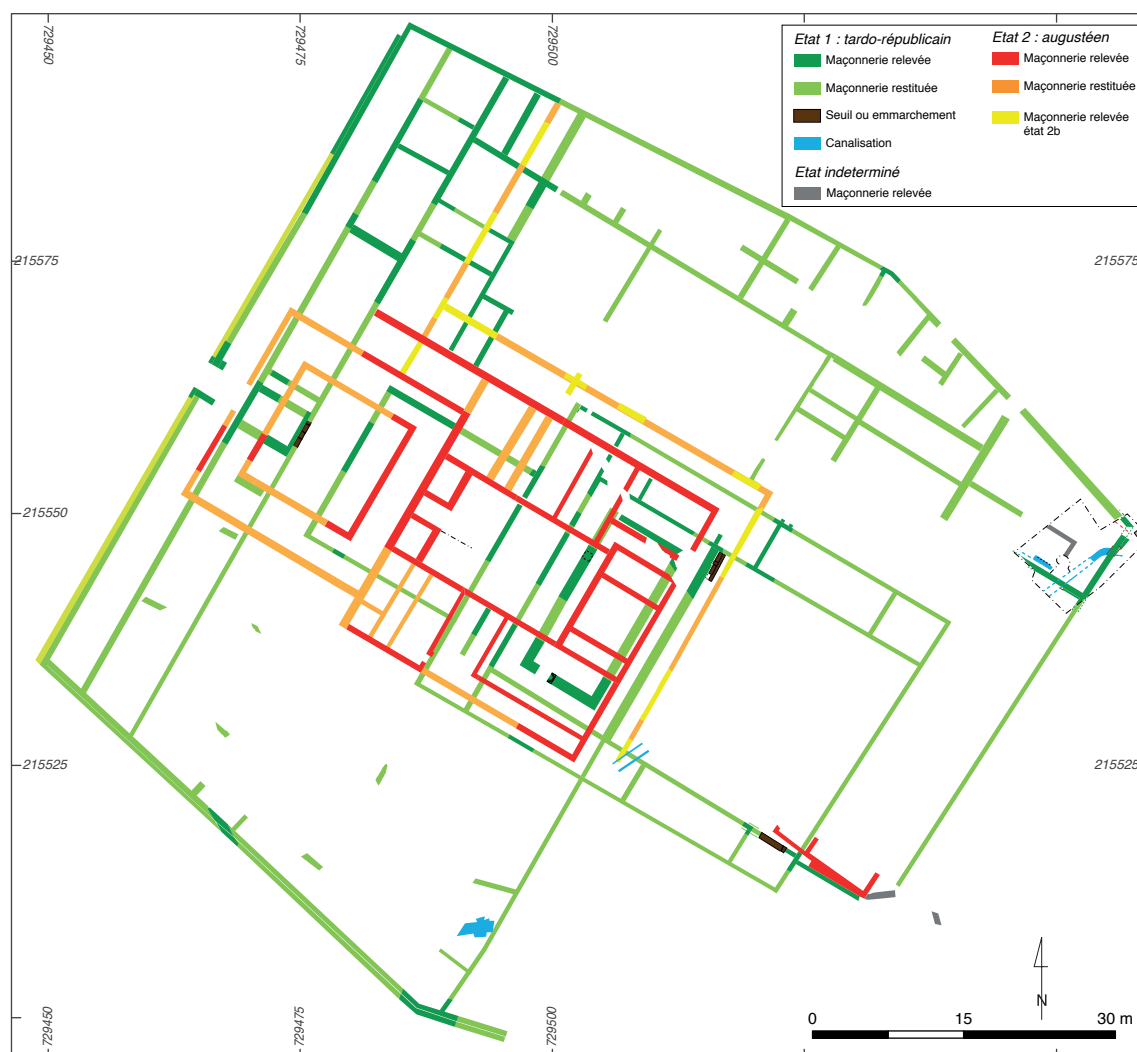 729450
729475
729500
Etat 1 : tardo-républicain
Maçonnerie relevée
Maçonnerie restituée
Seuil ou emmarchement
Canalisation
Etat indeterminé
Maçonnerie relevée
Etat 2 : augustéen
Maçonnerie relevée
Maçonnerie restituée
Maçonnerie relevée
état 2b
215575
215575
215550
215550
215525
215525
729450
729475
729500
N
0 15 30 m